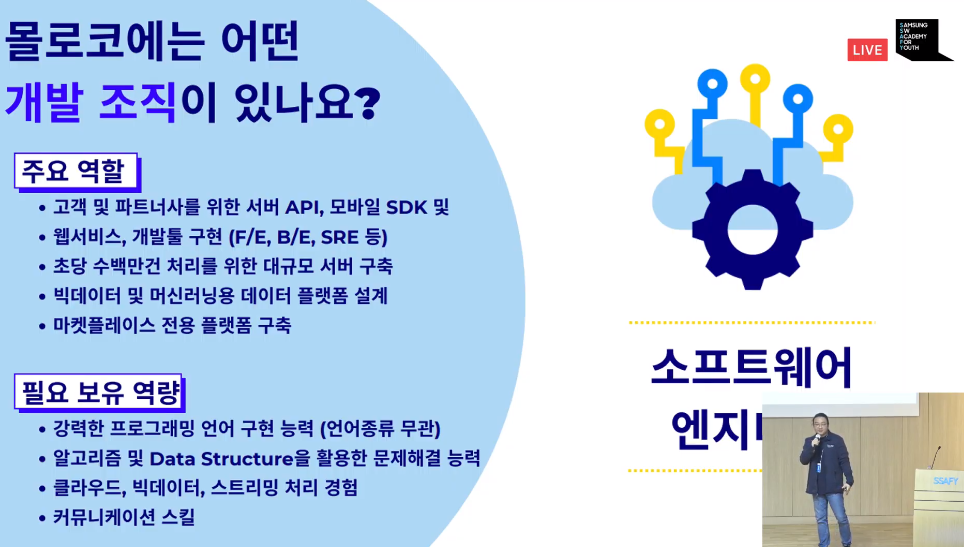 몰로코에는 어떤
개발 조직이 있나요?
주요 역할
• 고객 및 파트너사를 위한 서버 API, 모바일 SDK 및
• 웹서비스, 개발툴 구현 (F/E, B/E, SRE 등)
• 초당 수백만건 처리를 위한 대규모 서버 구축
• 빅데이터 및 머신러닝용 데이터 플랫폼 설계
• 마켓플레이스 전용 플랫폼 구축
필요 보유 역량
• 강력한 프로그래밍 언어 구현 능력 (언어종류 무관)
• 알고리즘 및 Data Structure을 활용한 문제해결 능력
• 클라우드, 빅데이터, 스트리밍 처리 경험
• 커뮤니케이션 스킬
LIVE
SAMSUNG
SW
ACADEMY
FOR
YOUTH
소프트웨어
엔지
SSAFY